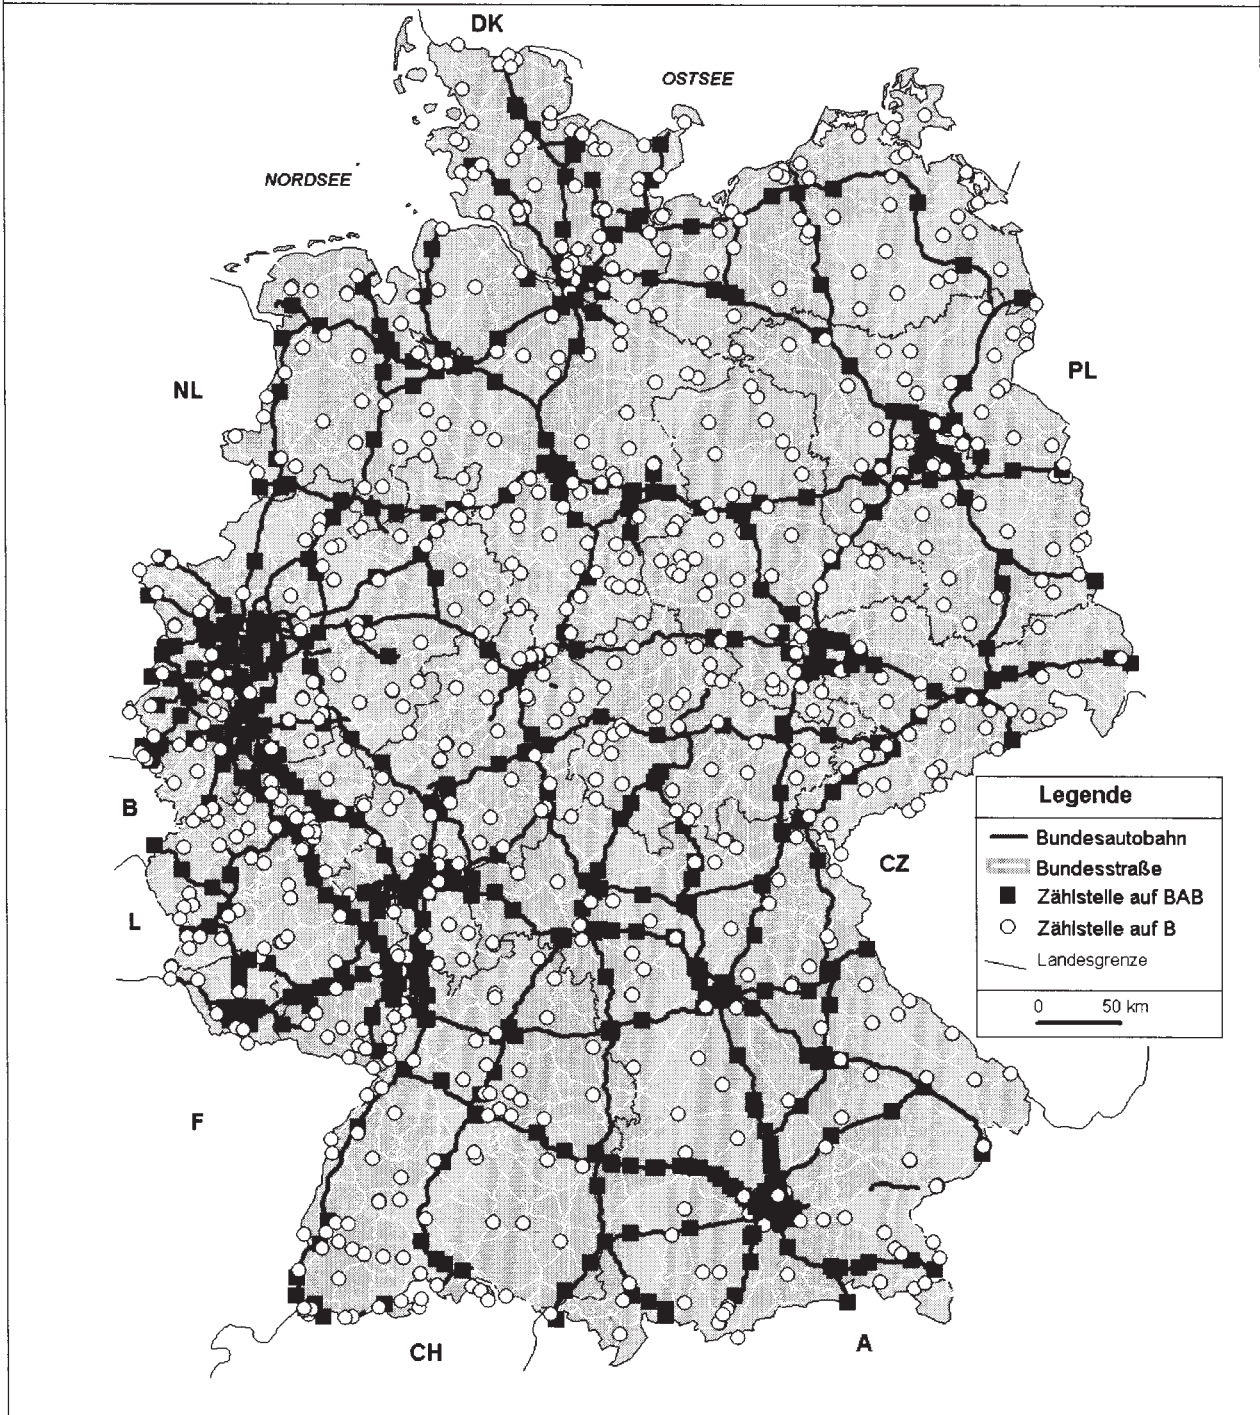 DK
OSTSEE
NORDSEE
NL
PL
B
CZ
L
F
CH
A
Legende
Bundesautobahn
Bundesstraße
Zählstelle auf BAB
Zählstelle auf B
Landesgrenze
0 50 km